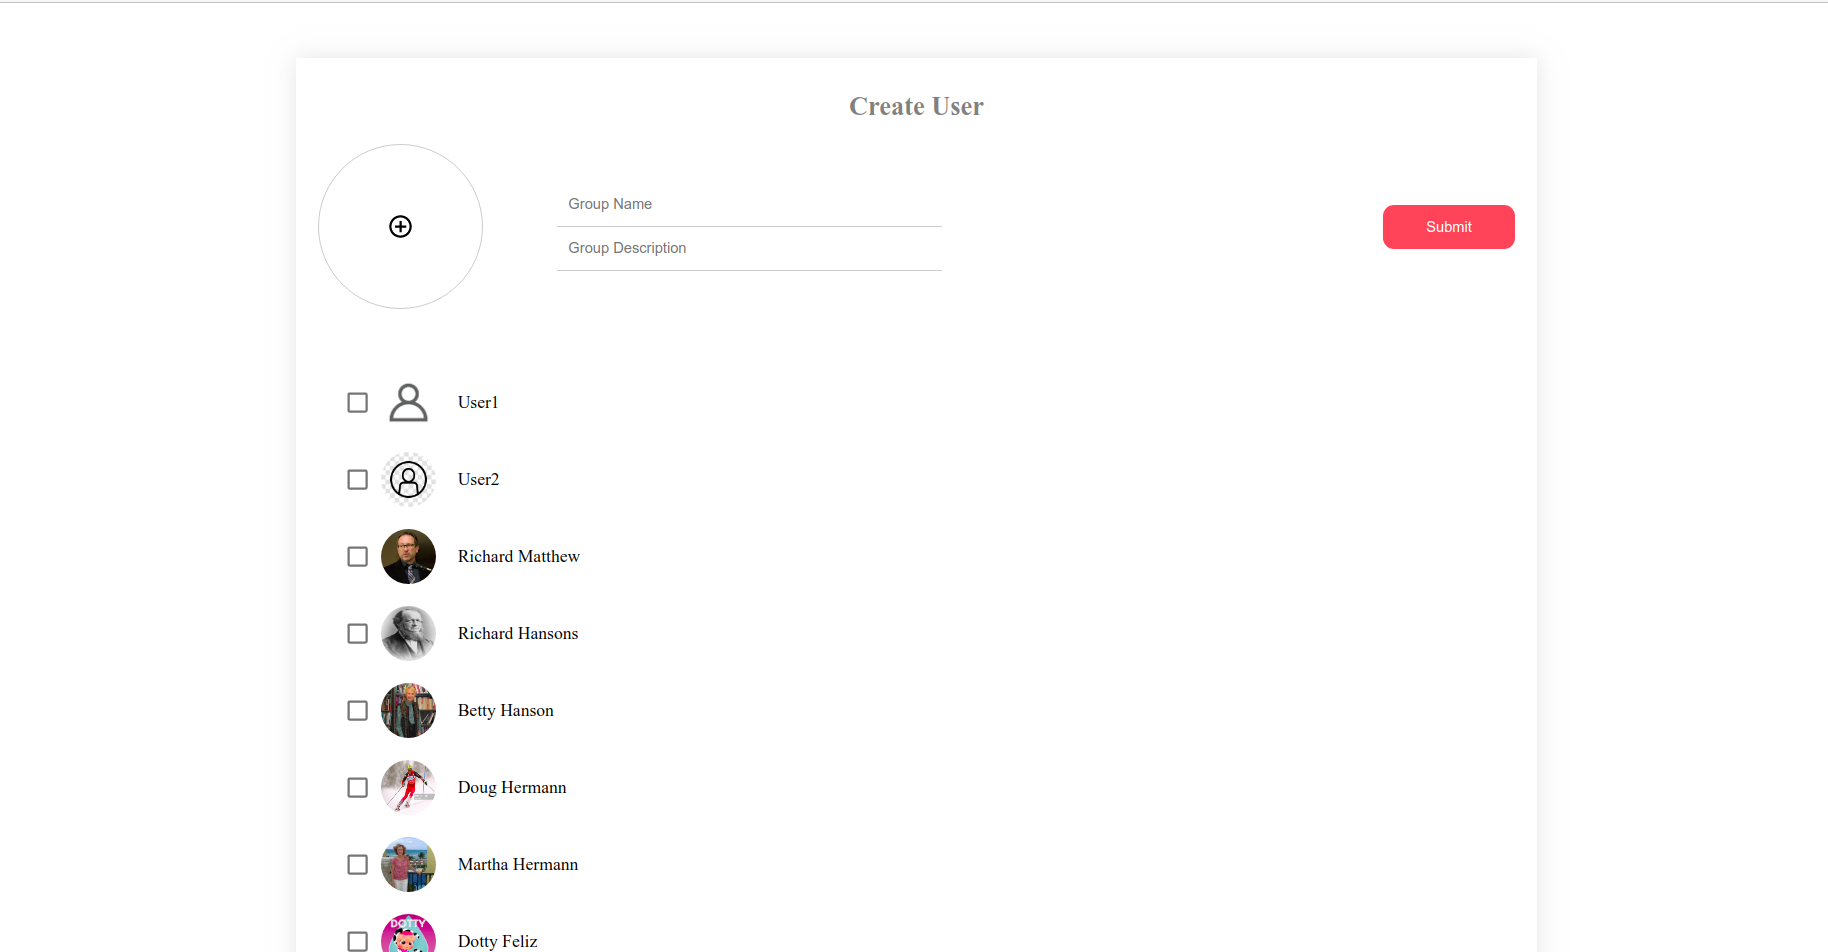 Create User
Group Name
Group Description
Submit
User1
User2
Richard Matthew
Richard Hansons
Betty Hanson
Doug Hermann
Martha Hermann
DOTTY
Dotty Feliz